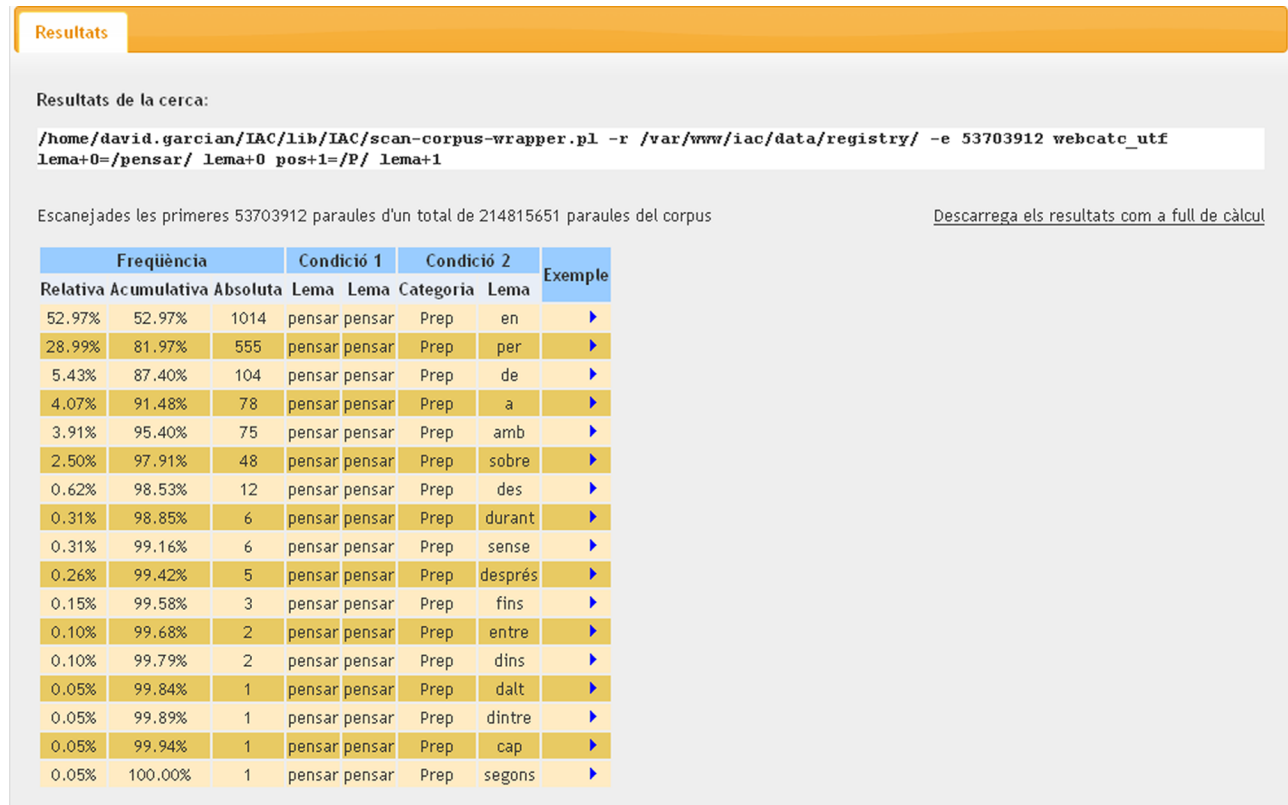 Resultats
Resultats de la cerca:
/home/david.garcian/IAC/lib/IAC/scan-corpus-wrapper.pl -r /var/www/iac/data/registry/ -e 53703912 webcatc_utf
lema+0=/pensar/ lema+0 pos+1=/P/ lema+1
Escanejades les primeres 53703912 paraules d'un total de 214815651 paraules del corpus Descarrega els resultats com a full de càlcul
Freqüència Condició 1 Condició 2 Exemple
Relativa Acumulativa Absoluta Lema Lema Categoria Lema
52.97% 52.97% 1014 pensar pensar Prep en
28.99% 81.97% 555 pensar pensar Prep per
5.43% 87.40% 104 pensar pensar Prep de
4.07% 91.48% 78 pensar pensar Prep a
3.91% 95.40% 75 pensar pensar Prep amb
2.50% 97.91% 48 pensar pensar Prep sobre
0.62% 98.53% 12 pensar pensar Prep des
0.31% 98.85% 6 pensar pensar Prep durant
0.31% 99.16% 6 pensar pensar Prep sense
0.26% 99.42% 5 pensar pensar Prep després
0.15% 99.58% 3 pensar pensar Prep fins
0.10% 99.68% 2 pensar pensar Prep entre
0.10% 99.79% 2 pensar pensar Prep dins
0.05% 99.84% 1 pensar pensar Prep dalt
0.05% 99.89% 1 pensar pensar Prep dintre
0.05% 99.94% 1 pensar pensar Prep cap
0.05% 100.00% 1 pensar pensar Prep segons